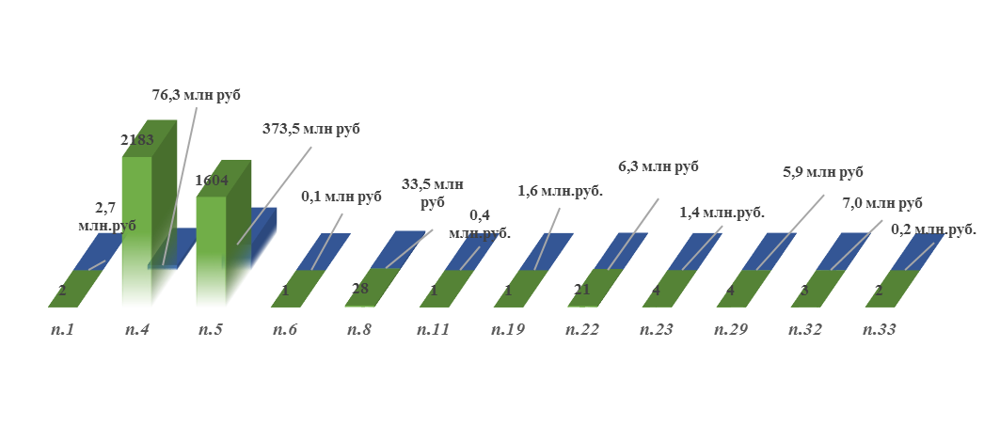 76,3 млн руб
373,5 млн руб
2183
1604
2,7
млн.руб
0,1 млн руб
33,5 млн
руб
0,4
млн.руб.
1,6 млн.руб.
6,3 млн руб
1,4 млн.руб.
5,9 млн руб
7,0 млн руб
0,2 млн.руб.
2
1
28
1
1
21
4
4
3
2
п.1
п.4
п.5
п.6
п.8
п.11
п.19
п.22
п.23
п.29
п.32
п.33